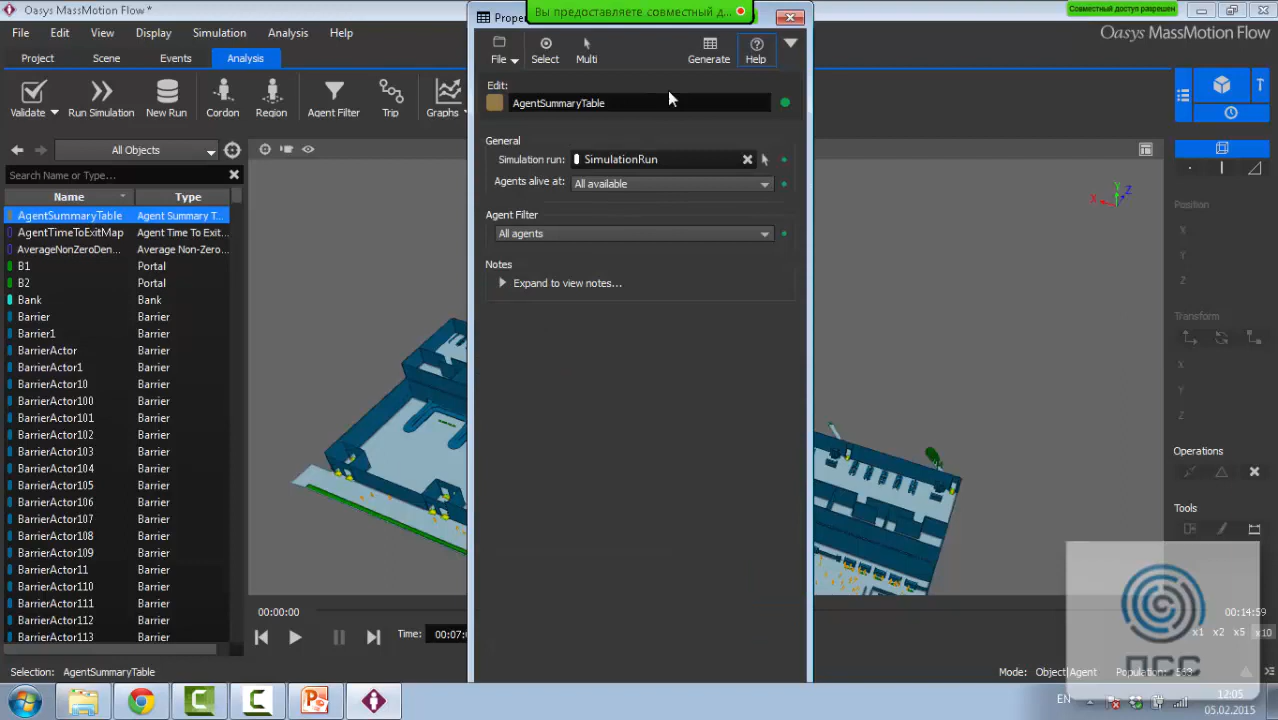 Oasys MassMotion Flow *
Proper
Вы предоставляете совместный д...
Совместный доступ разрешен
File Edit View Display Simulation Analysis Help
Oasys MassMotion Flow
Project Scene Events Analysis
Validate Run Simulation New Run Cordon Region Agent Filter Trip Graphs
File Select Multi Generate Help
Edit:
AgentSummaryTable
General
Simulation run: SimulationRun
Agents alive at: All available
Agent Filter
All agents
Notes
Expand to view notes...
All Objects
Search Name or Type...
Name Type
AgentSummaryTable Agent Summary T...
AgentTimeToExitMap Agent Time To Exit...
AverageNonZeroDen... Average Non-Zero...
B1 Portal
B2 Portal
Bank Bank
Barrier Barrier
Barrier1 Barrier
BarrierActor Barrier
BarrierActor1 Barrier
BarrierActor10 Barrier
BarrierActor100 Barrier
BarrierActor101 Barrier
BarrierActor102 Barrier
BarrierActor103 Barrier
BarrierActor104 Barrier
BarrierActor105 Barrier
BarrierActor106 Barrier
BarrierActor107 Barrier
BarrierActor108 Barrier
BarrierActor109 Barrier
BarrierActor11 Barrier
BarrierActor110 Barrier
BarrierActor111 Barrier
BarrierActor112 Barrier
BarrierActor113 Barrier
Y
X
Z
Position
X
Y
Z
Transform
X
Y
Z
Operations
Tools
ПСС
00:00:00
00:14:59
Time: 00:07:0
x1 x2 x5 x10
Selection: AgentSummaryTable
Mode: Object|Agent Population: 563
EN
12:05
05.02.2015